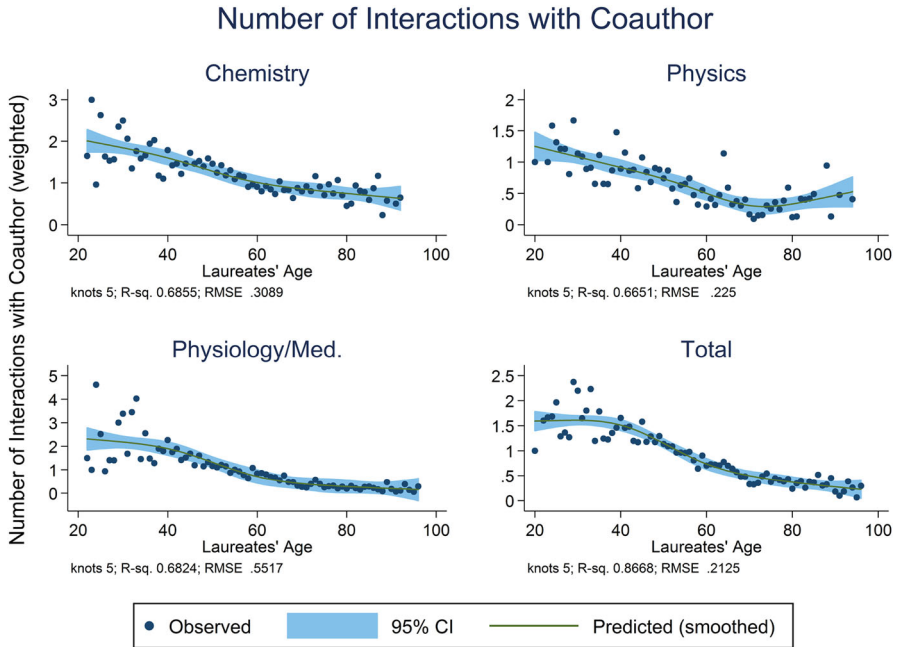 Number of Interactions with Coauthor
Number of Interactions with Coauthor (weighted)
Chemistry
3
2
1
0
20 40 60 80 100
Laureates' Age
knots 5; R-sq. 0.6855; RMSE .3089
Physics
2
1.5
1
.5
0
20 40 60 80 100
Laureates' Age
knots 5; R-sq. 0.6651; RMSE .225
Physiology/Med.
5
4
3
2
1
0
20 40 60 80 100
Laureates' Age
knots 5; R-sq. 0.6824; RMSE .5517
Total
2.5
2
1.5
1
.5
0
20 40 60 80 100
Laureates' Age
knots 5; R-sq. 0.8668; RMSE .2125
Observed 95% CI Predicted (smoothed)